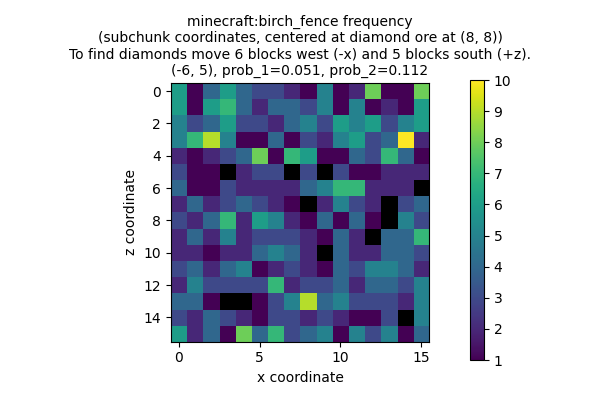 minecraft:birch_fence frequency
(subchunk coordinates, centered at diamond ore at (8, 8))
To find diamonds move 6 blocks west (-x) and 5 blocks south (+z).
(-6, 5), prob_1=0.051, prob_2=0.112
0
2
4
6
8
10
12
14
z coordinate
0 5 10 15
x coordinate
10
9
8
7
6
5
4
3
2
1